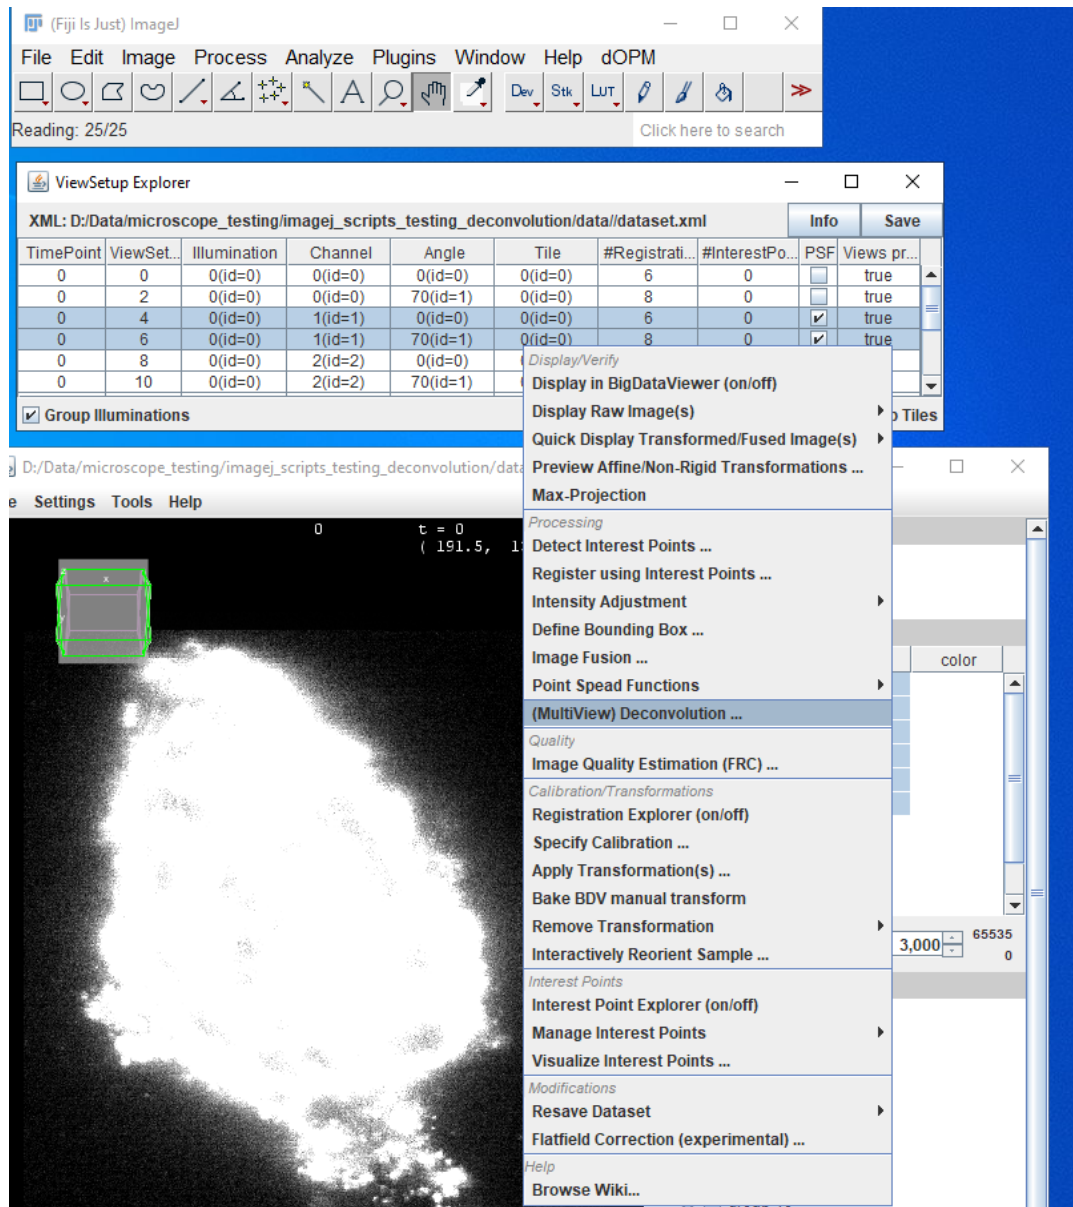 (Fiji Is Just) ImageJ
File Edit Image Process Analyze Plugins Window Help dOPM
Dev Stk LUT
Reading: 25/25 Click here to search
ViewSetup Explorer
XML: D:/Data/microscope_testing/imagej_scripts_testing_deconvolution/data//dataset.xml Info Save
TimePoint ViewSet... Illumination Channel Angle Tile #Registrati... #InterestPo... PSF Views pr...
0 0 0(id=0) 0(id=0) 0(id=0) 0(id=0) 6 0 true
0 2 0(id=0) 0(id=0) 70(id=1) 0(id=0) 8 0 true
0 4 0(id=0) 1(id=1) 0(id=0) 0(id=0) 6 0 true
0 6 0(id=0) 1(id=1) 70(id=1) 0(id=0) 8 0 true
0 8 0(id=0) 2(id=2) 0(id=0)
0 10 0(id=0) 2(id=2) 70(id=1)
Group Illuminations Tiles
D:/Data/microscope_testing/imagej_scripts_testing_deconvolution/data
Settings Tools Help
0 t = 0
( 191.5,
x
y
Display/Verify
Display in BigDataViewer (on/off)
Display Raw Image(s)
Quick Display Transformed/Fused Image(s)
Preview Affine/Non-Rigid Transformations ...
Max-Projection
Processing
Detect Interest Points ...
Register using Interest Points ...
Intensity Adjustment
Define Bounding Box ...
Image Fusion ...
Point Spead Functions
(MultiView) Deconvolution ...
Quality
Image Quality Estimation (FRC) ...
Calibration/Transformations
Registration Explorer (on/off)
Specify Calibration ...
Apply Transformation(s) ...
Bake BDV manual transform
Remove Transformation
Interactively Reorient Sample ...
Interest Points
Interest Point Explorer (on/off)
Manage Interest Points
Visualize Interest Points ...
Modifications
Resave Dataset
Flatfield Correction (experimental) ...
Help
Browse Wiki...
color
3,000 65535
0